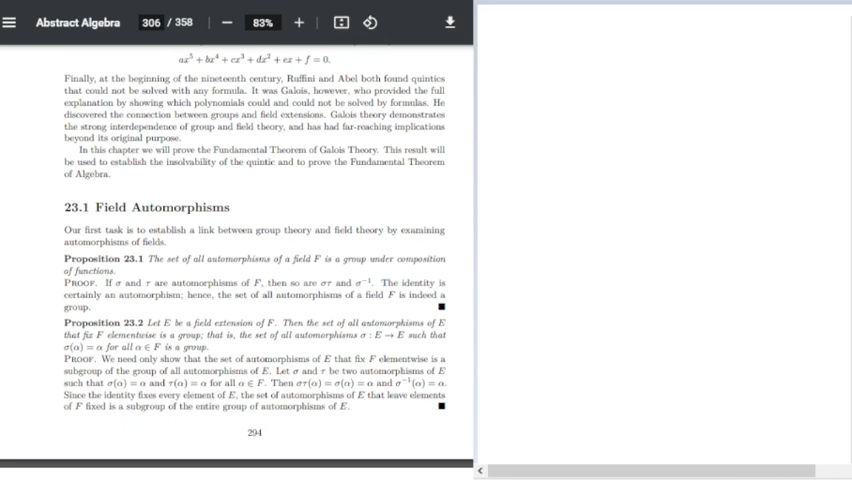 Abstract Algebra 306 / 358 83%
ax⁵ + bx⁴ + cx³ + dx² + ex + f = 0.
Finally, at the beginning of the nineteenth century, Ruffini and Abel both found quintics
that could not be solved with any formula. It was Galois, however, who provided the full
explanation by showing which polynomials could and could not be solved by formulas. He
discovered the connection between groups and field extensions. Galois theory demonstrates
the strong interdependence of group and field theory, and has had far-reaching implications
beyond its original purpose.
In this chapter we will prove the Fundamental Theorem of Galois Theory. This result will
be used to establish the insolvability of the quintic and to prove the Fundamental Theorem
of Algebra.
23.1 Field Automorphisms
Our first task is to establish a link between group theory and field theory by examining
automorphisms of fields.
Proposition 23.1 The set of all automorphisms of a field F is a group under composition
of functions.
PROOF. If σ and τ are automorphisms of F, then so are στ and σ⁻¹. The identity is
certainly an automorphism; hence, the set of all automorphisms of a field F is indeed a
group. ■
Proposition 23.2 Let E be a field extension of F. Then the set of all automorphisms of E
that fix F elementwise is a group; that is, the set of all automorphisms σ : E → E such that
σ(α) = α for all α ∈ F is a group.
PROOF. We need only show that the set of automorphisms of E that fix F elementwise is a
subgroup of the group of all automorphisms of E. Let σ and τ be two automorphisms of E
such that σ(α) = α and τ(α) = α for all α ∈ F. Then στ(α) = σ(α) = α and σ⁻¹(α) = α.
Since the identity fixes every element of E, the set of automorphisms of E that leave elements
of F fixed is a subgroup of the entire group of automorphisms of E. ■
294